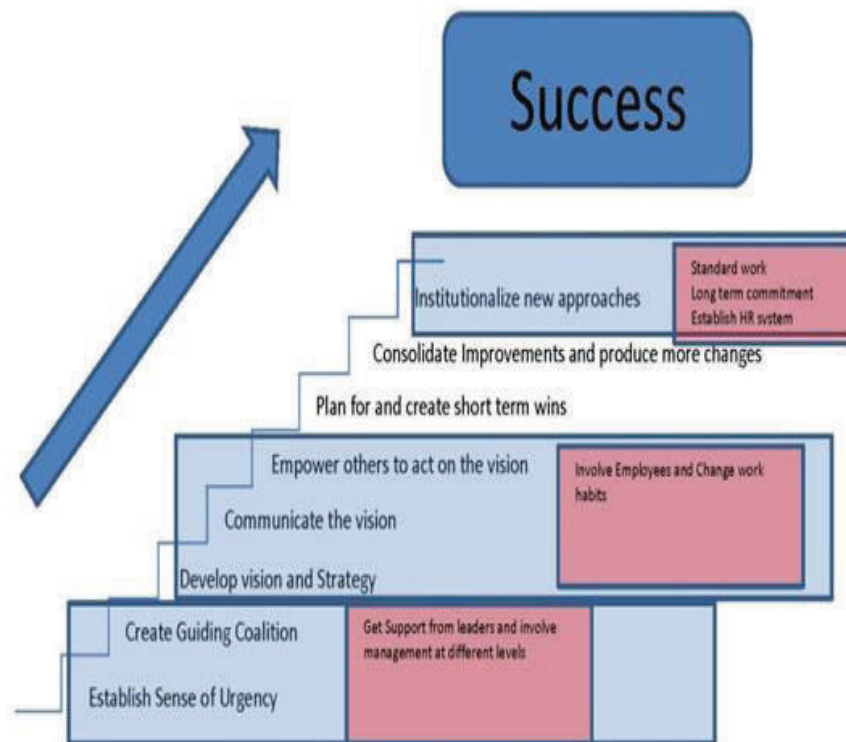 Success
Standard work
Long term commitment
Establish HR system
Institutionalize new approaches
Consolidate Improvements and produce more changes
Plan for and create short term wins
Empower others to act on the vision
Involve Employees and Change work
habits
Communicate the vision
Develop vision and Strategy
Create Guiding Coalition
Get Support from leaders and involve
management at different levels
Establish Sense of Urgency